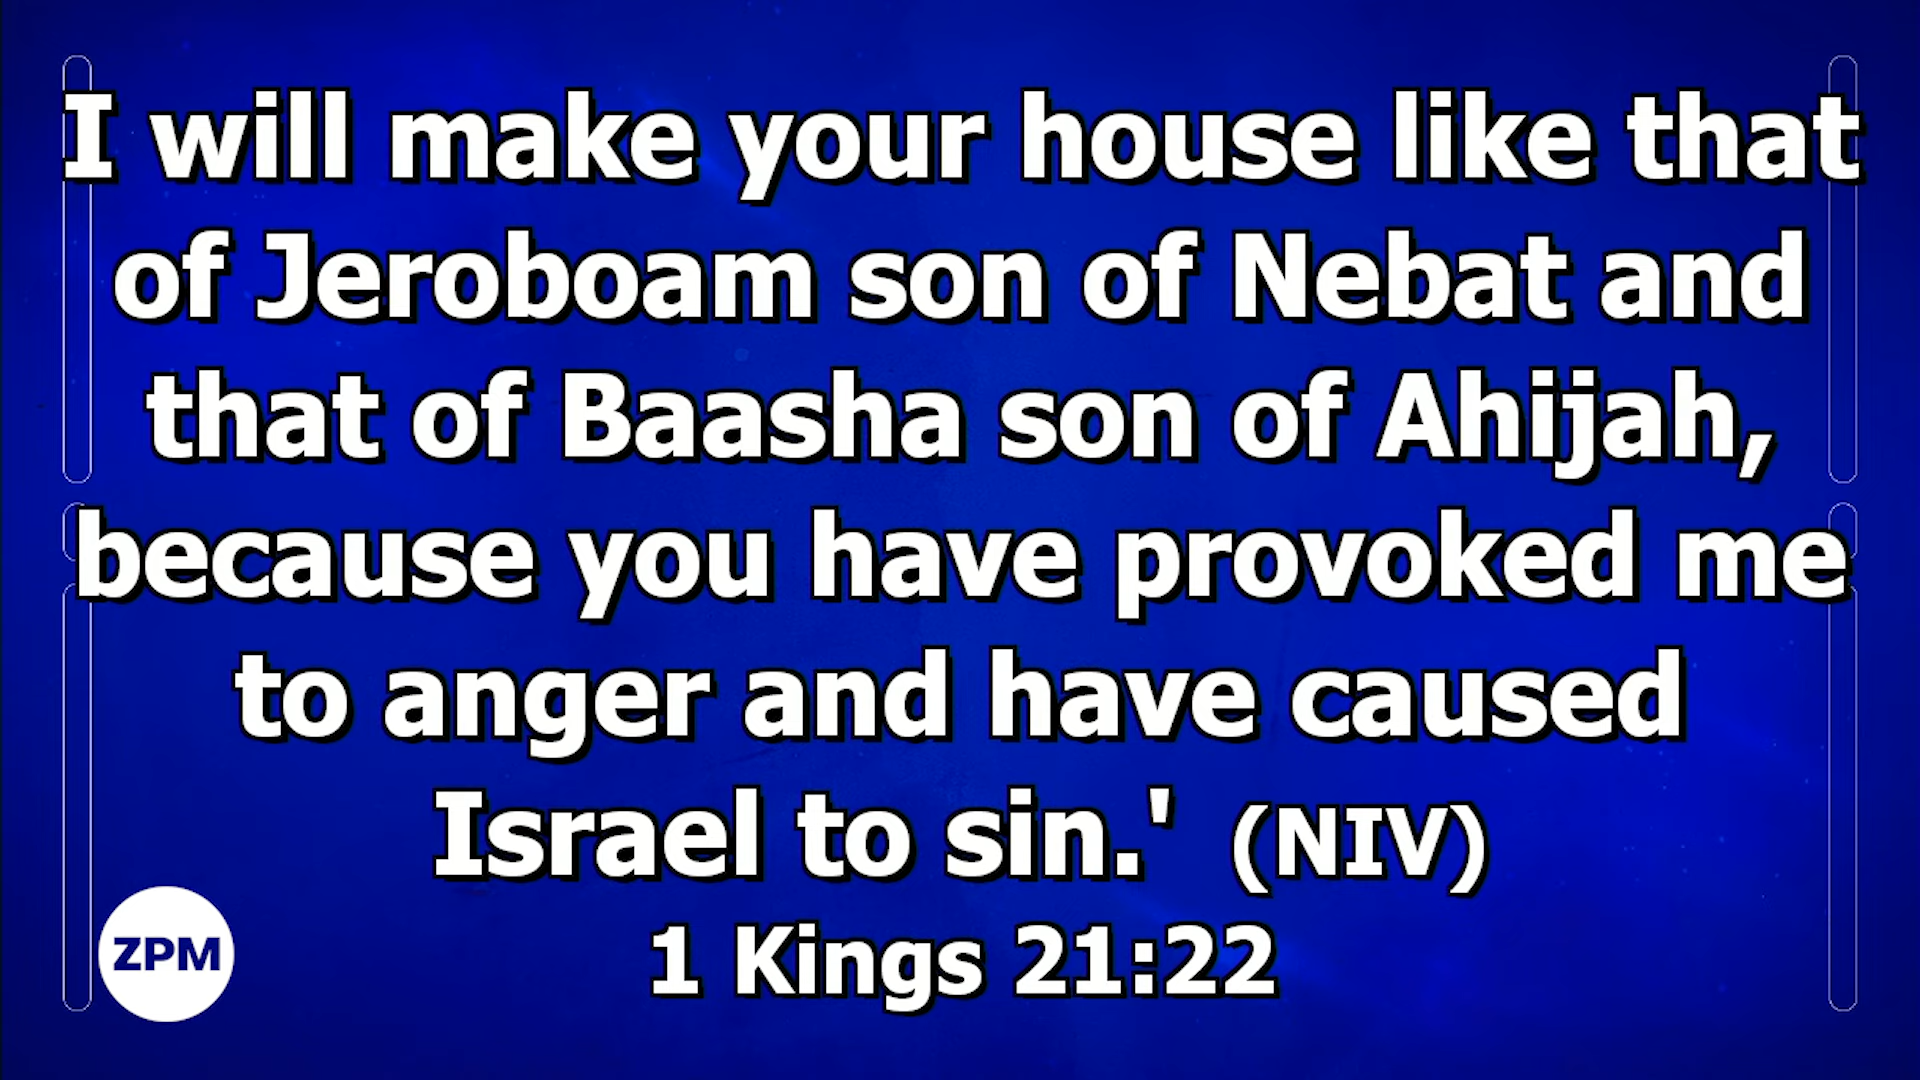 I will make your house like that
of Jeroboam son of Nebat and
that of Baasha son of Ahijah,
because you have provoked me
to anger and have caused
Israel to sin.' (NIV)
1 Kings 21:22
ZPM